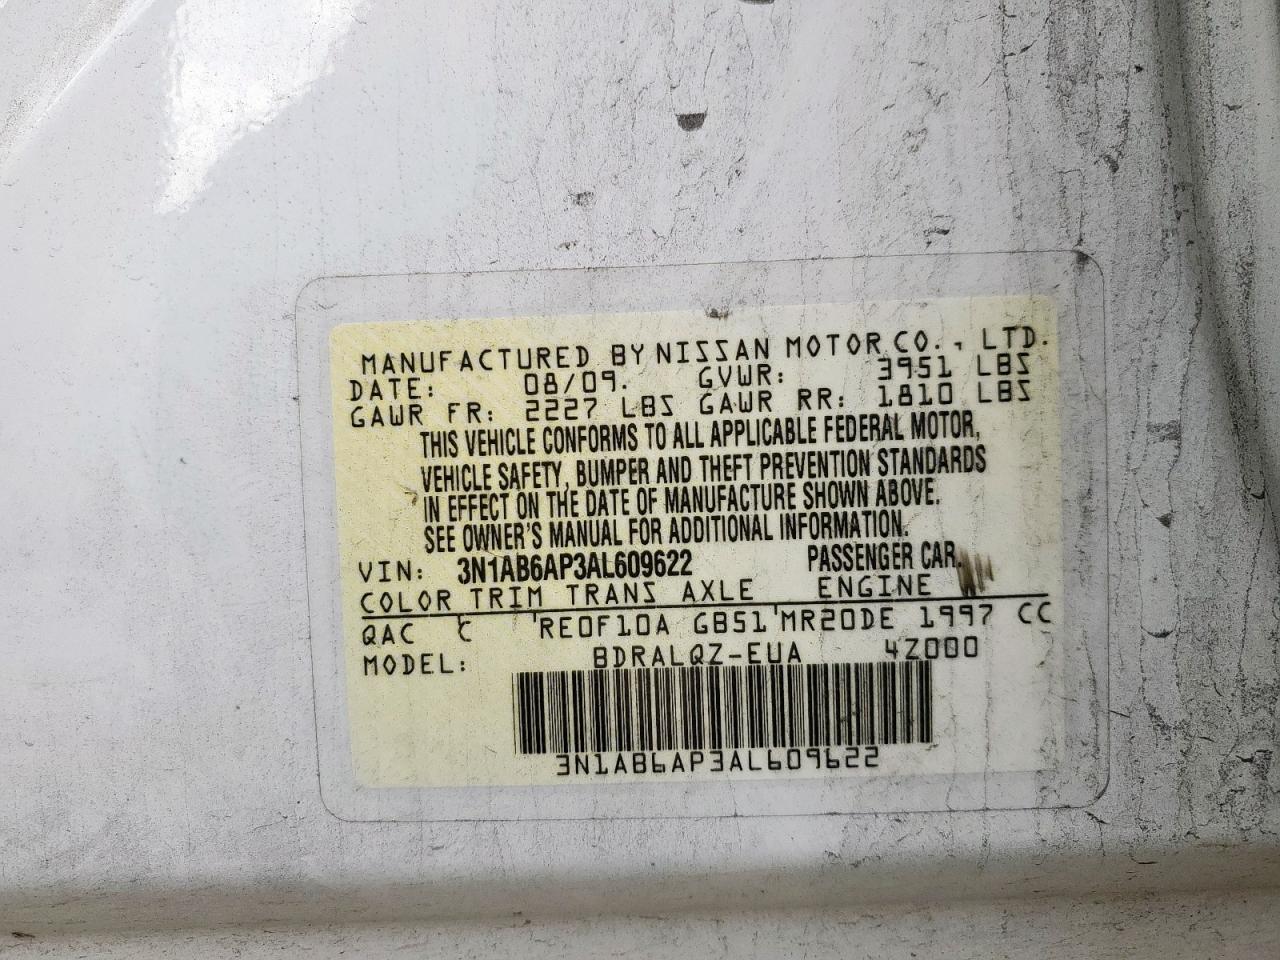 MANUFACTURED BY NISSAN MOTOR CO., LTD.
DATE: 08/09. GVWR: 3951 LBS
GAWR FR: 2227 LBS GAWR RR: 1810 LBS
THIS VEHICLE CONFORMS TO ALL APPLICABLE FEDERAL MOTOR,
VEHICLE SAFETY, BUMPER AND THEFT PREVENTION STANDARDS
IN EFFECT ON THE DATE OF MANUFACTURE SHOWN ABOVE.
SEE OWNER'S MANUAL FOR ADDITIONAL INFORMATION.
VIN: 3N1AB6AP3AL609622 PASSENGER CAR.
COLOR TRIM TRANS AXLE ENGINE
QAC C RE0F10A GB51 MR20DE 1997 CC
MODEL: BDRALQZ-EUA 4Z000
3N1AB6AP3AL609622